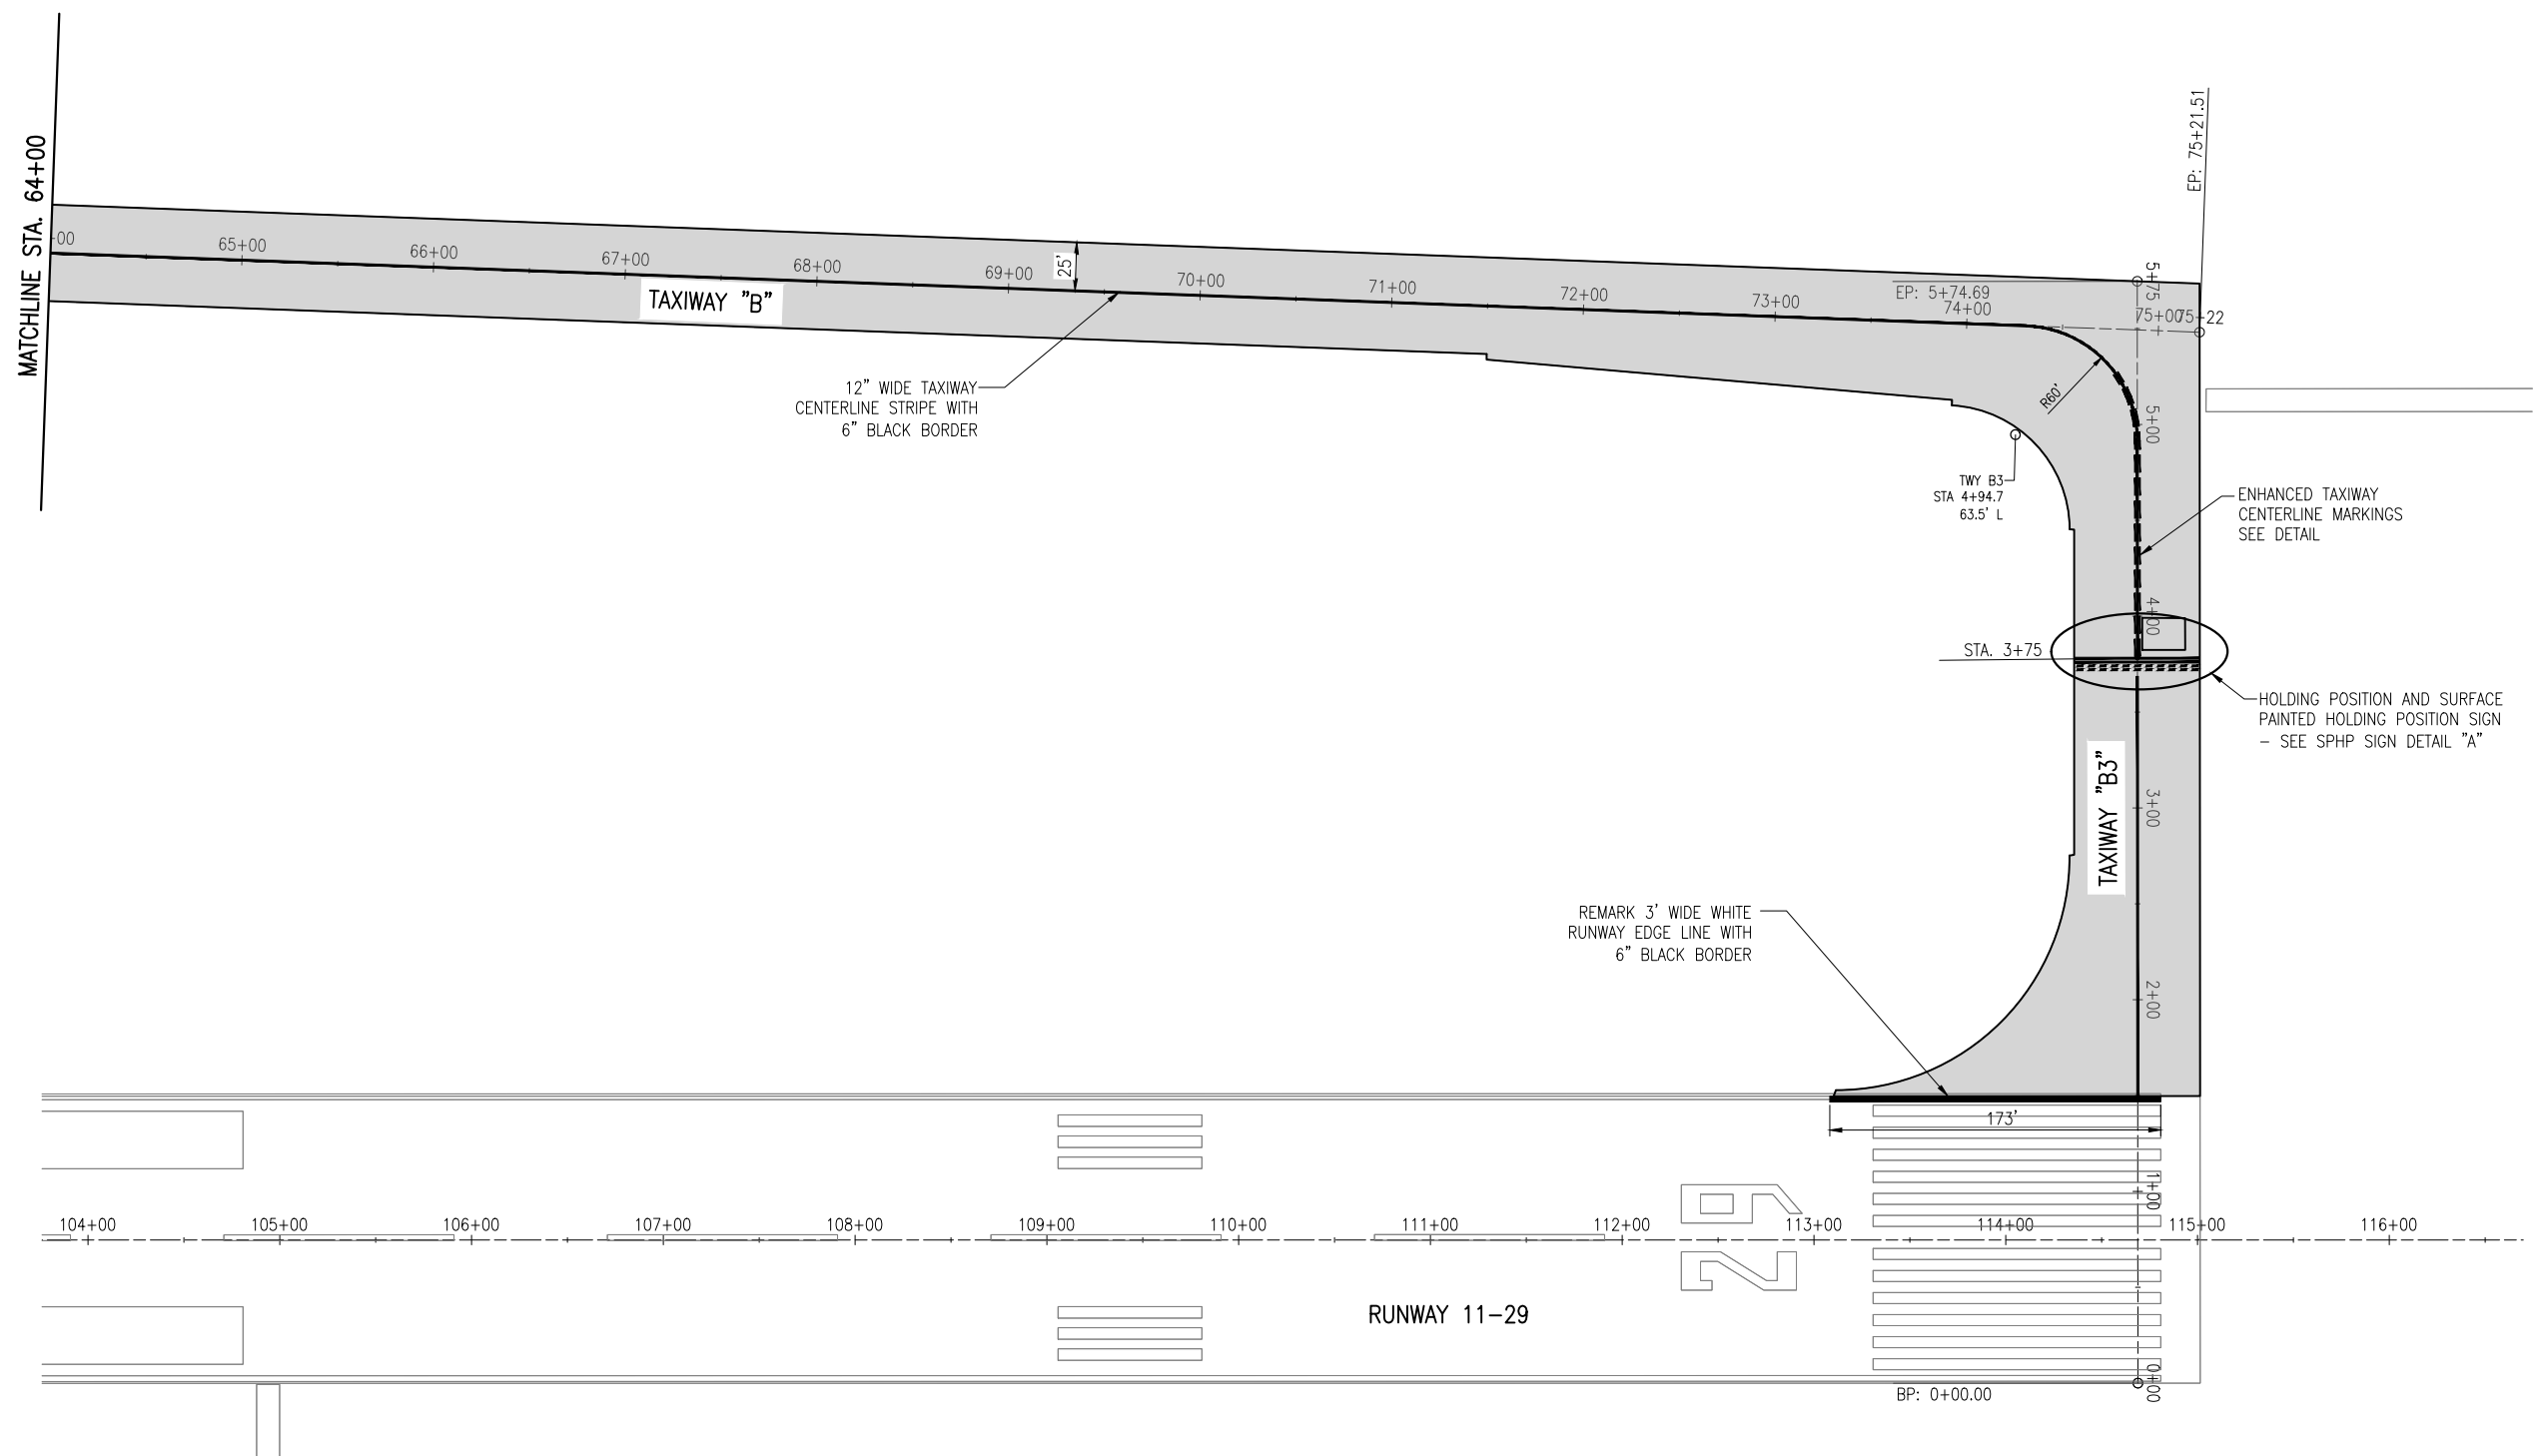 MATCHLINE STA. 64+00
EP: 75+21.51
00
65+00
66+00
67+00
68+00
69+00
70+00
71+00
72+00
73+00
74+00
75+00
75+22
25'
TAXIWAY "B"
EP: 5+74.69
5+75
12" WIDE TAXIWAY
CENTERLINE STRIPE WITH
6" BLACK BORDER
R60'
5+00
TWY B3
STA 4+94.7
63.5' L
ENHANCED TAXIWAY
CENTERLINE MARKINGS
SEE DETAIL
4+00
STA. 3+75
HOLDING POSITION AND SURFACE
PAINTED HOLDING POSITION SIGN
- SEE SPHP SIGN DETAIL "A"
TAXIWAY "B3"
3+00
REMARK 3' WIDE WHITE
RUNWAY EDGE LINE WITH
6" BLACK BORDER
2+00
173'
1+00
104+00
105+00
106+00
107+00
108+00
109+00
110+00
111+00
112+00
113+00
114+00
115+00
116+00
29
RUNWAY 11-29
0+00
BP: 0+00.00